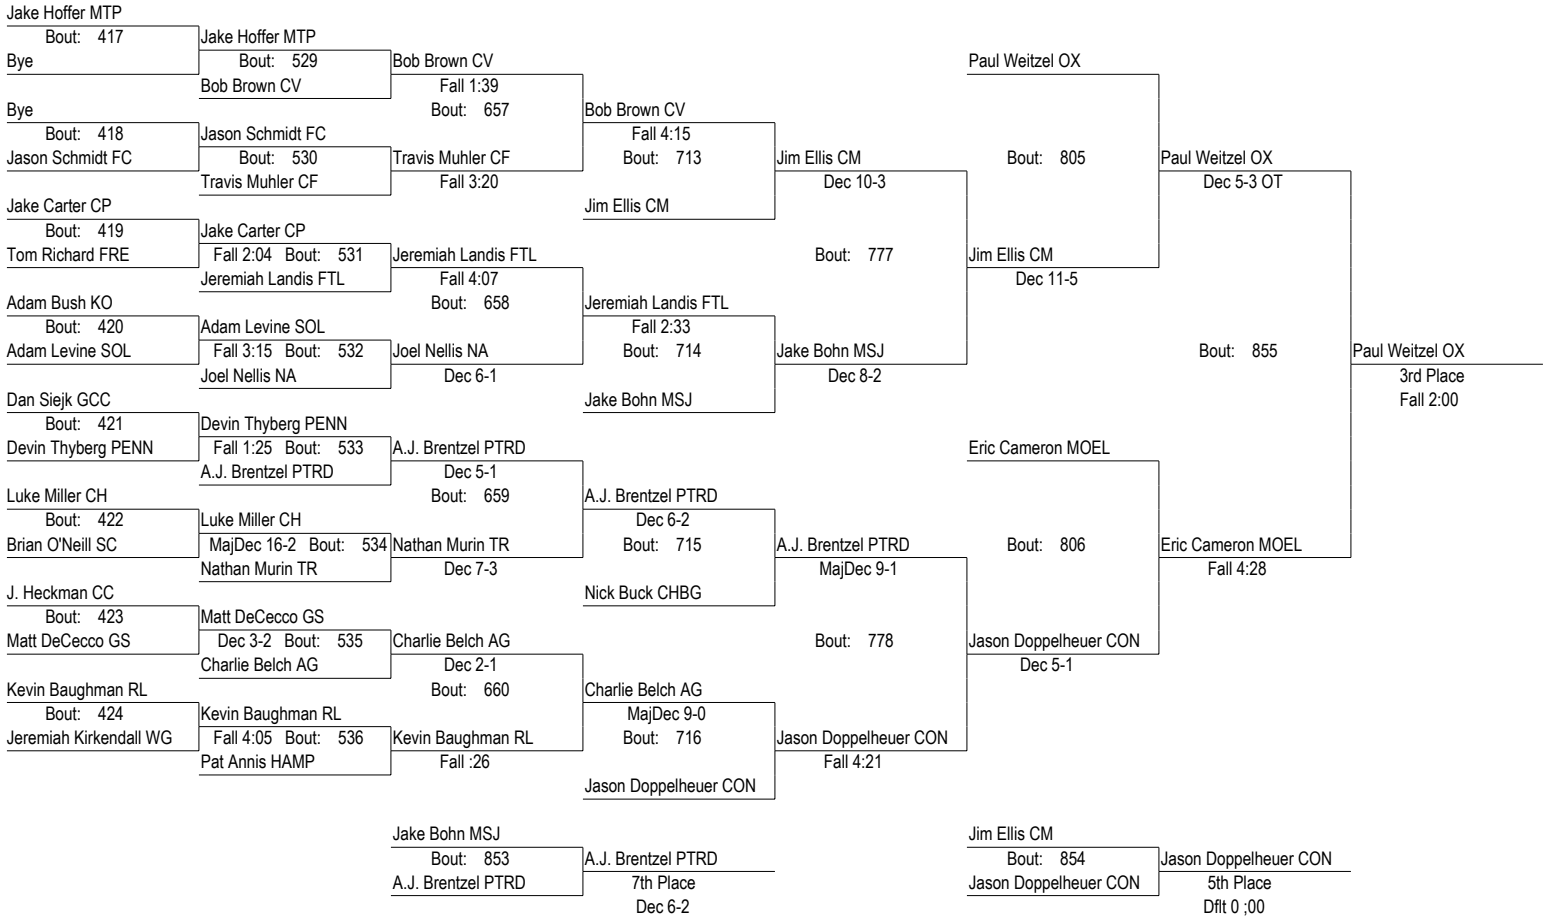 Jake Hoffer MTP
Bout: 417
Jake Hoffer MTP
Bye
Bout: 529
Bob Brown CV
Paul Weitzel OX
Bob Brown CV
Fall 1:39
Bye
Bout: 657
Bob Brown CV
Bout: 418
Jason Schmidt FC
Fall 4:15
Jason Schmidt FC
Bout: 530
Travis Muhler CF
Bout: 713
Jim Ellis CM
Bout: 805
Paul Weitzel OX
Travis Muhler CF
Fall 3:20
Dec 10-3
Dec 5-3 OT
Jake Carter CP
Jim Ellis CM
Bout: 419
Jake Carter CP
Tom Richard FRE
Fall 2:04 Bout: 531
Jeremiah Landis FTL
Bout: 777
Jim Ellis CM
Jeremiah Landis FTL
Fall 4:07
Dec 11-5
Adam Bush KO
Bout: 658
Jeremiah Landis FTL
Bout: 420
Adam Levine SOL
Fall 2:33
Adam Levine SOL
Fall 3:15 Bout: 532
Joel Nellis NA
Bout: 714
Jake Bohn MSJ
Bout: 855
Paul Weitzel OX
Joel Nellis NA
Dec 6-1
Dec 8-2
3rd Place
Dan Siejk GCC
Jake Bohn MSJ
Fall 2:00
Bout: 421
Devin Thyberg PENN
Devin Thyberg PENN
Fall 1:25 Bout: 533
A.J. Brentzel PTRD
Eric Cameron MOEL
A.J. Brentzel PTRD
Dec 5-1
Luke Miller CH
Bout: 659
A.J. Brentzel PTRD
Bout: 422
Luke Miller CH
Dec 6-2
Brian O'Neill SC
MajDec 16-2 Bout: 534
Nathan Murin TR
Bout: 715
A.J. Brentzel PTRD
Bout: 806
Eric Cameron MOEL
Nathan Murin TR
Dec 7-3
MajDec 9-1
Fall 4:28
J. Heckman CC
Nick Buck CHBG
Bout: 423
Matt DeCecco GS
Matt DeCecco GS
Dec 3-2 Bout: 535
Charlie Belch AG
Bout: 778
Jason Doppelheuer CON
Charlie Belch AG
Dec 2-1
Dec 5-1
Kevin Baughman RL
Bout: 660
Charlie Belch AG
Bout: 424
Kevin Baughman RL
MajDec 9-0
Jeremiah Kirkendall WG
Fall 4:05 Bout: 536
Kevin Baughman RL
Bout: 716
Jason Doppelheuer CON
Pat Annis HAMP
Fall :26
Fall 4:21
Jason Doppelheuer CON
Jake Bohn MSJ
Jim Ellis CM
Bout: 853
A.J. Brentzel PTRD
Bout: 854
Jason Doppelheuer CON
A.J. Brentzel PTRD
7th Place
Jason Doppelheuer CON
5th Place
Dec 6-2
Dflt 0 ;00